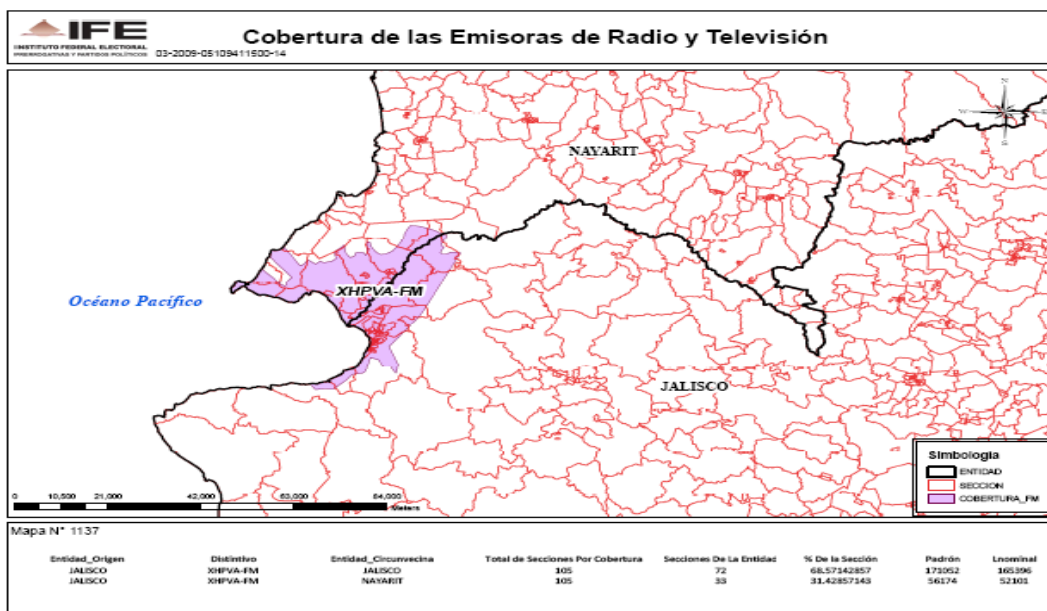 IFE
INSTITUTO FEDERAL ELECTORAL
PRERROGATIVAS Y PARTIDOS POLÍTICOS
03-2009-05109411500-14
Cobertura de las Emisoras de Radio y Televisión
NAYARIT
XHPVA-FM
Océano Pacífico
JALISCO
Simbología
ENTIDAD
SECCION
COBERTURA_FM
0 10,500 21,000 42,000 63,000 84,000
Meters
Mapa N° 1137
Entidad_Origen Distintivo Entidad_Circunvecina Total de Secciones Por Cobertura Secciones De La Entidad % De la Sección Padrón Lnominal
JALISCO XHPVA-FM JALISCO 105 72 68.57142857 171052 165396
JALISCO XHPVA-FM NAYARIT 105 33 31.42857143 56174 52101